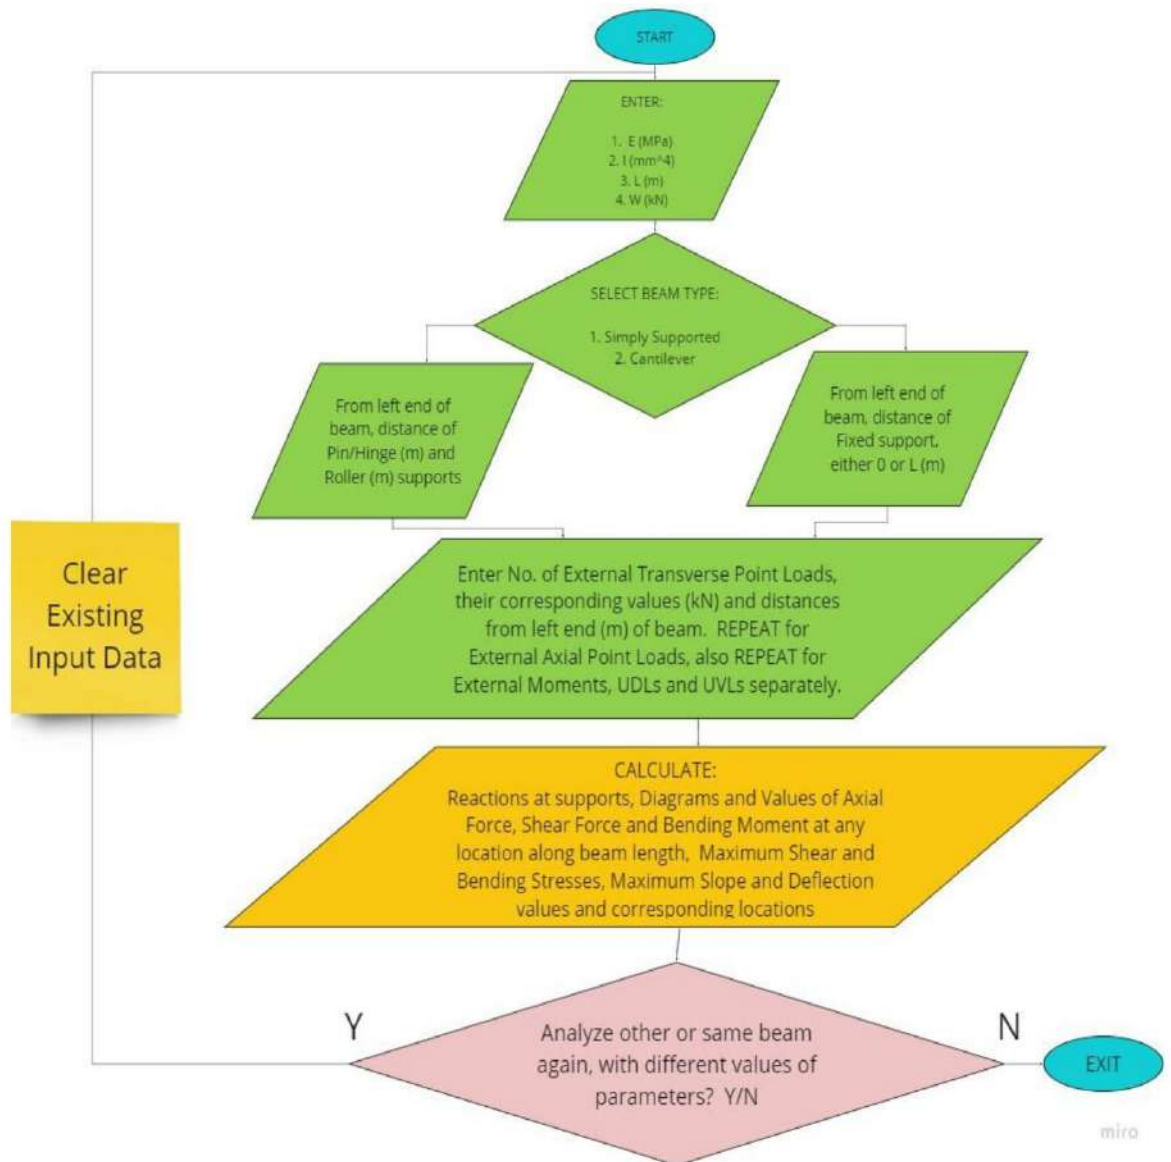 START
ENTER:
1. E (MPa)
2. I (mm^4)
3. L (m)
4. W (kN)
SELECT BEAM TYPE:
1. Simply Supported
2. Cantilever
From left end of
beam, distance of
Pin/Hinge (m) and
Roller (m) supports
From left end of
beam, distance of
Fixed support,
either 0 or L (m)
Clear
Existing
Input Data
Enter No. of External Transverse Point Loads,
their corresponding values (kN) and distances
from left end (m) of beam. REPEAT for
External Axial Point Loads, also REPEAT for
External Moments, UDLs and UVLs separately.
CALCULATE:
Reactions at supports, Diagrams and Values of Axial
Force, Shear Force and Bending Moment at any
location along beam length, Maximum Shear and
Bending Stresses, Maximum Slope and Deflection
values and corresponding locations
Y
N
Analyze other or same beam
again, with different values of
parameters? Y/N
EXIT
miro